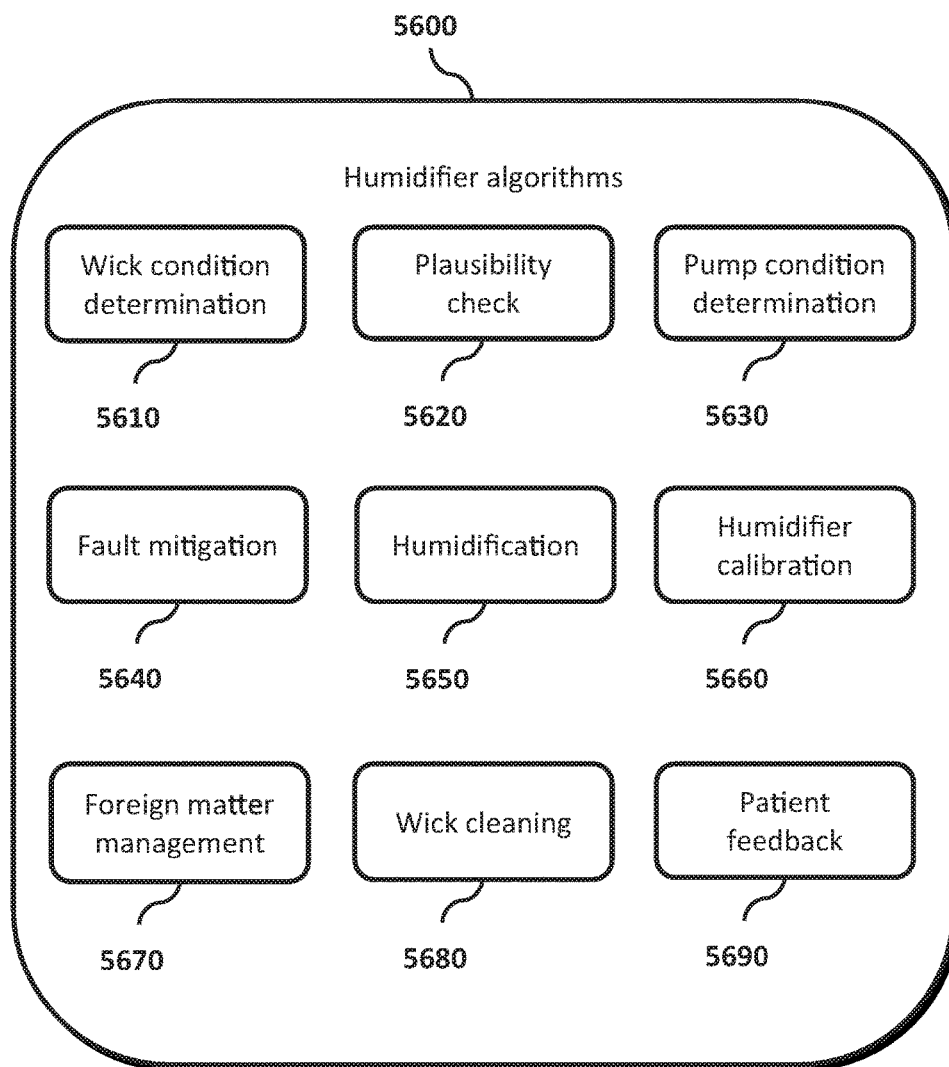 5600
Humidifier algorithms
Wick condition
determination
Plausibility
check
Pump condition
determination
5610
5620
5630
Fault mitigation
Humidification
Humidifier
calibration
5640
5650
5660
Foreign matter
management
Wick cleaning
Patient
feedback
5670
5680
5690